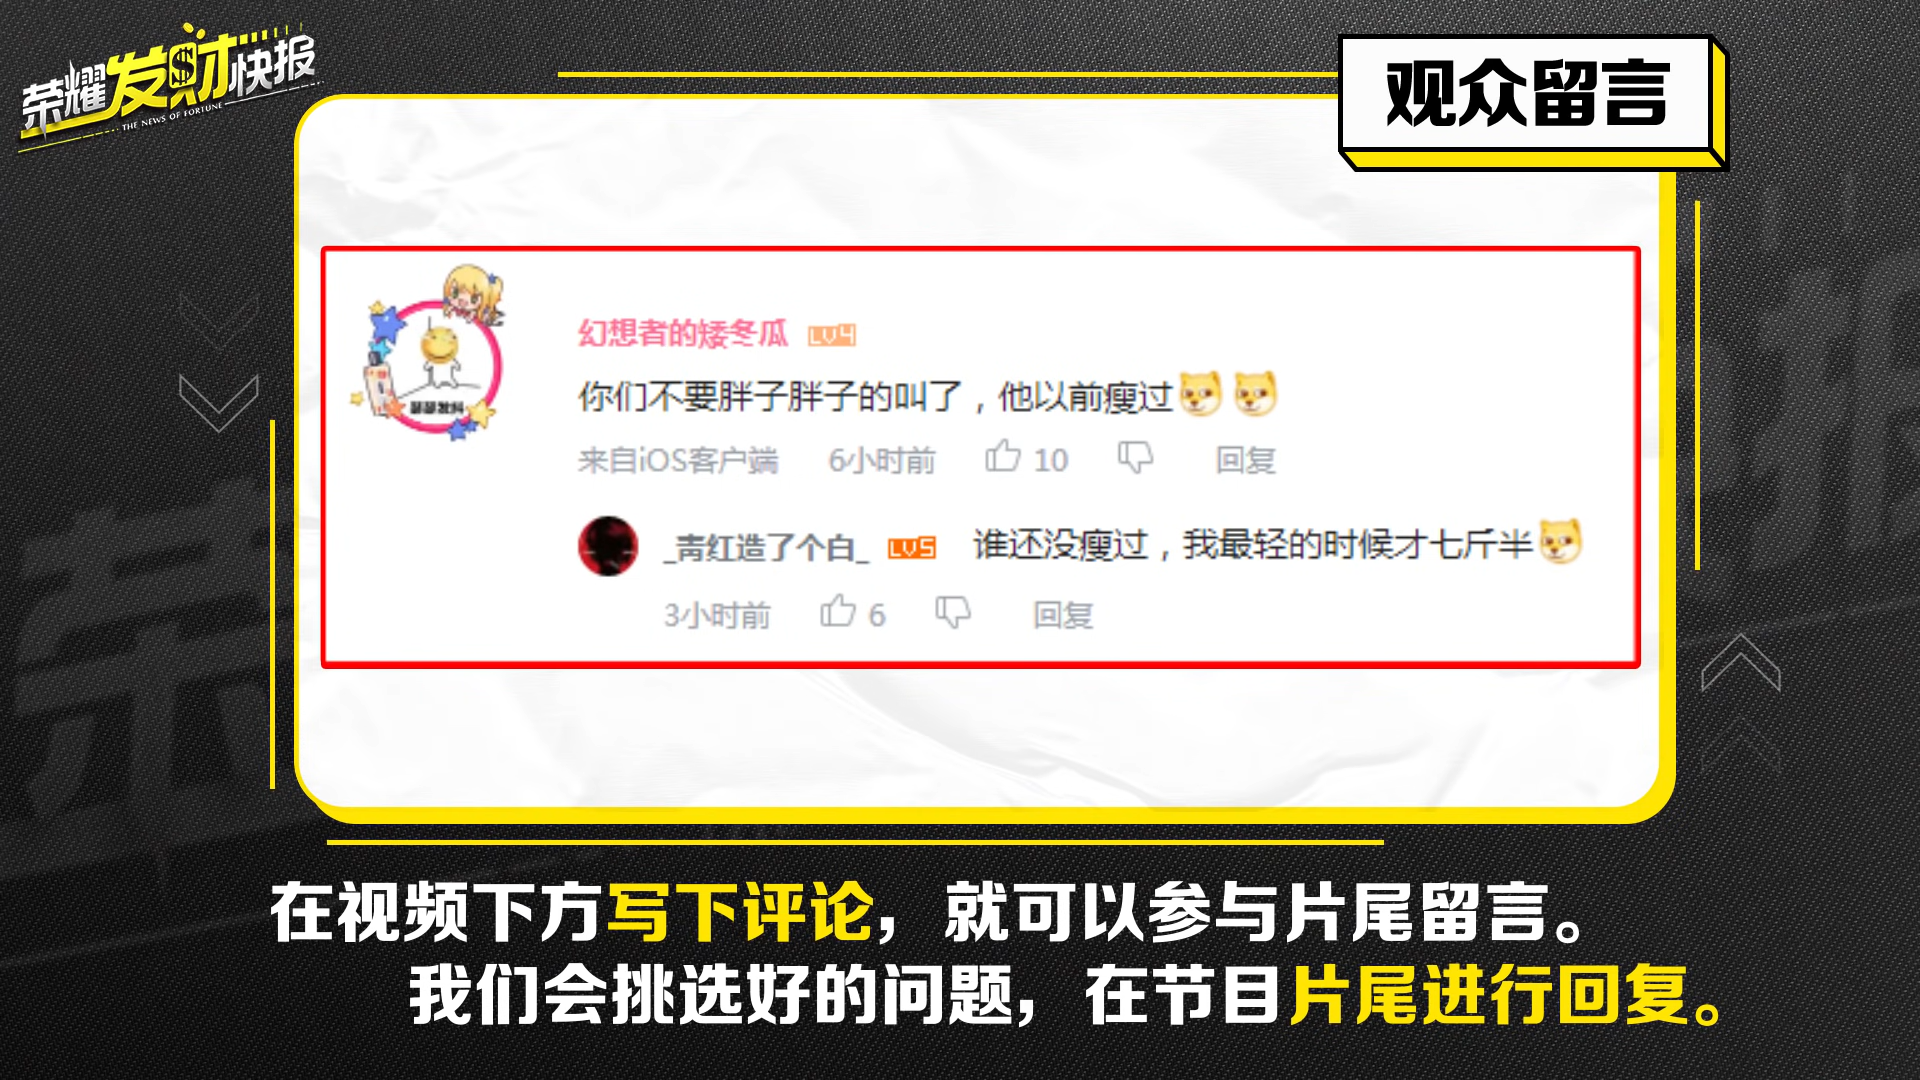 荣耀发财快报
THE NEWS OF FORTUNE
观众留言
幻想者的矮冬瓜 LV4
你们不要胖子胖子的叫了，他以前瘦过
来自iOS客户端 6小时前 10 回复
_青红造了个白_ LV5 谁还没瘦过，我最轻的时候才七斤半
3小时前 6 回复
在视频下方写下评论，就可以参与片尾留言。
我们会挑选好的问题，在节目片尾进行回复。